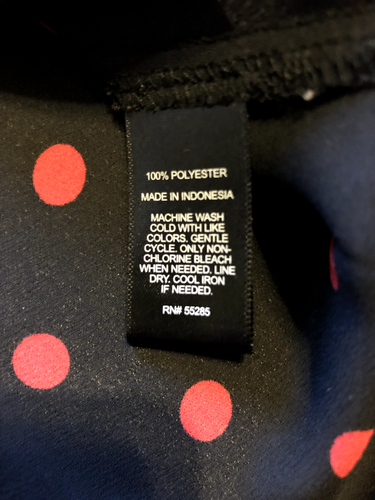 100% POLYESTER
MADE IN INDONESIA
MACHINE WASH
COLD WITH LIKE
COLORS. GENTLE
CYCLE. ONLY NON-
CHLORINE BLEACH
WHEN NEEDED. LINE
DRY. COOL IRON
IF NEEDED.
RN# 55285